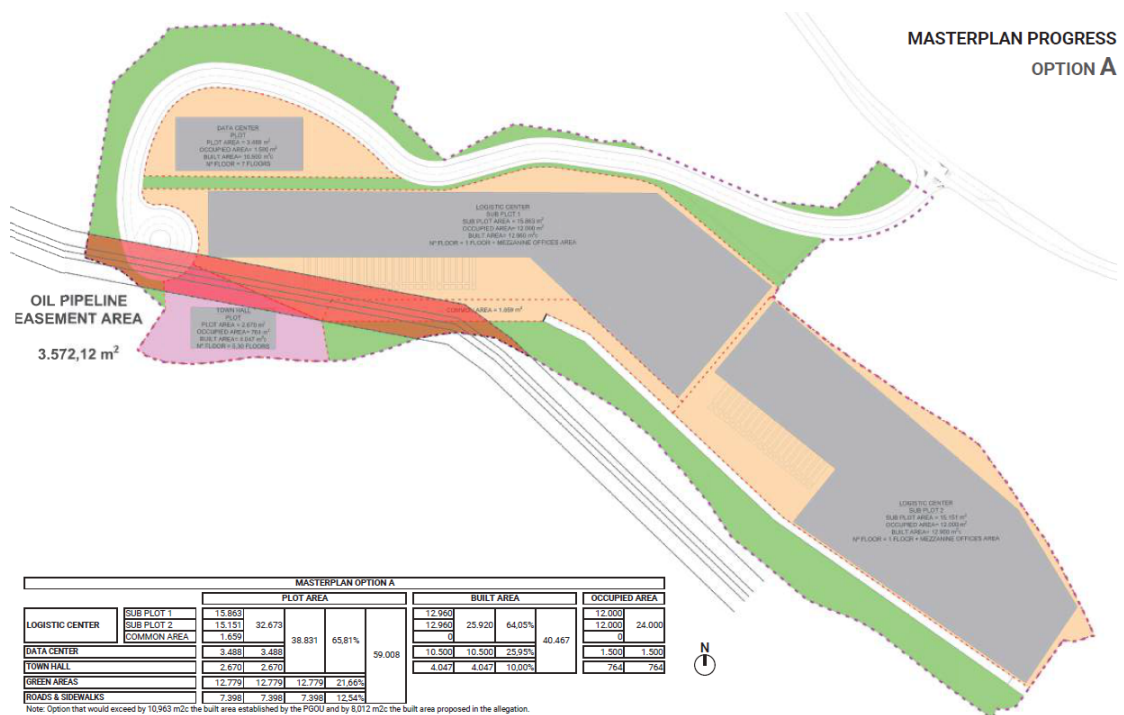 MASTERPLAN PROGRESS
OPTION A
DATA CENTER
PLOT
PLOT AREA = 3.488 m²
OCCUPIED AREA = 1.500 m²
BUILT AREA= 10.500 m²c
Nº FLOOR = 7 FLOORS
LOGISTIC CENTER
SUB PLOT 1
SUB PLOT AREA = 15.863 m²
OCCUPIED AREA = 12.000 m²
BUILT AREA= 12.960 m²c
Nº FLOOR = 1 FLOOR + MEZZANINE OFFICES AREA
OIL PIPELINE
EASEMENT AREA
3.572,12 m²
TOWN HALL
PLOT
PLOT AREA = 2.670 m²
OCCUPIED AREA= 764 m²
BUILT AREA= 4.047 m²c
Nº FLOOR = 5,30 FLOORS
AREA = 1.659 m²
LOGISTIC CENTER
SUB PLOT 2
SUB PLOT AREA = 15.151 m²
OCCUPIED AREA = 12.000 m²
BUILT AREA= 12.960 m²c
Nº FLOOR = 1 FLOOR + MEZZANINE OFFICES AREA
N
MASTERPLAN OPTION A
PLOT AREA BUILT AREA OCCUPIED AREA
LOGISTIC CENTER SUB PLOT 1 15.863 32.673 38.831 65,81% 59.008 12.960 25.920 64,05% 40.467 12.000 24.000
SUB PLOT 2 15.151 12.960 12.000
COMMON AREA 1.659 0 0
DATA CENTER 3.488 3.488 10.500 10.500 25,95% 1.500 1.500
TOWN HALL 2.670 2.670 4.047 4.047 10,00% 764 764
GREEN AREAS 12.779 12.779 12.779 21,66%
ROADS & SIDEWALKS 7.398 7.398 7.398 12,54%
Note: Option that would exceed by 10,963 m2c the built area established by the PGOU and by 8,012 m2c the built area proposed in the allegation.